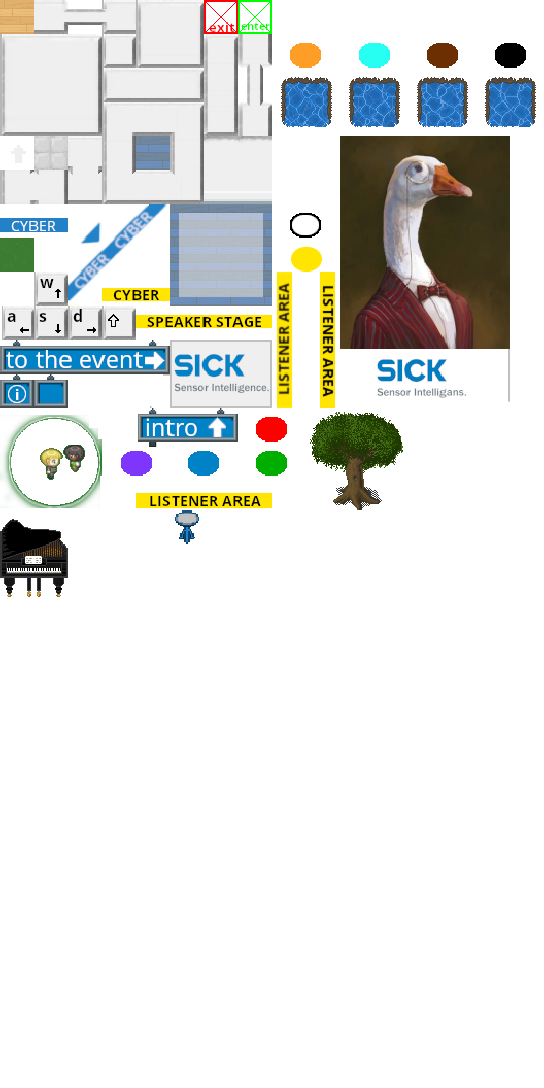 exit
enter
CYBER
CYBER CYBER
CYBER
W
a
s
d
SPEAKER STAGE
LISTENER AREA
LISTENER AREA
to the event
SICK
Sensor Intelligence.
SICK
Sensor Intelligans.
i
intro
LISTENER AREA